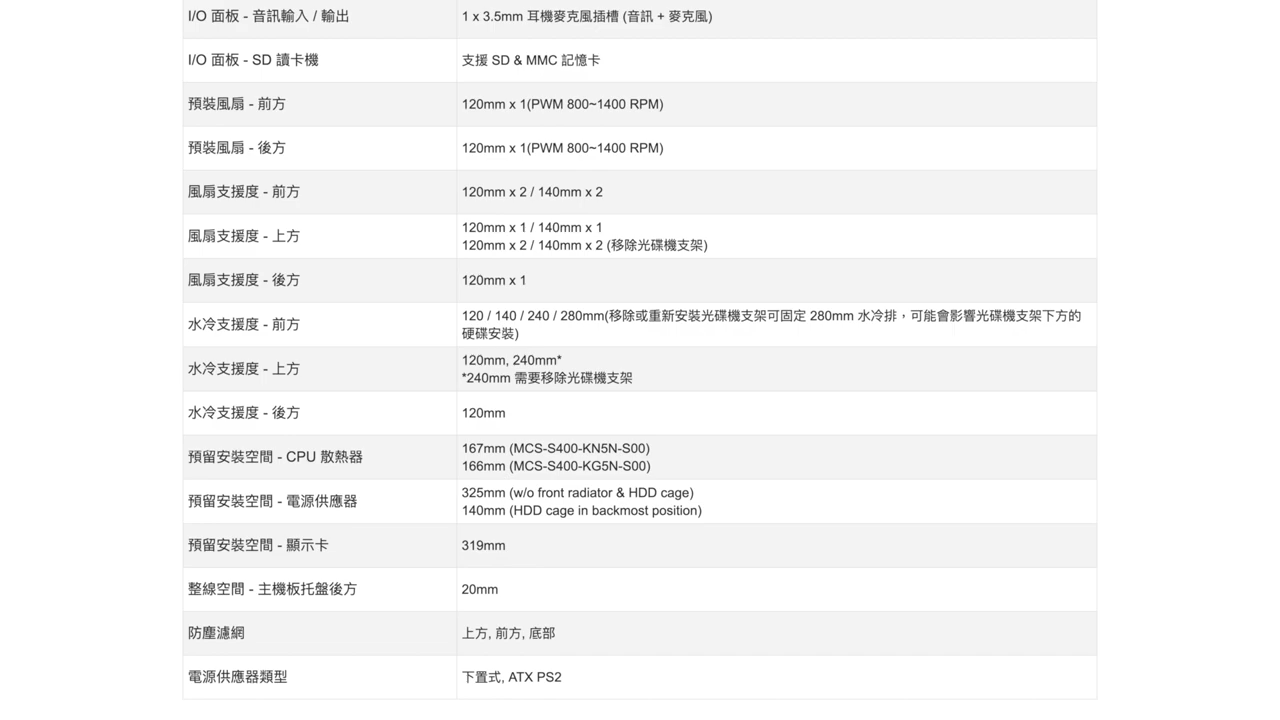 I/O 面板 - 音訊輸入 / 輸出
1 x 3.5mm 耳機麥克風插槽 (音訊 + 麥克風)
I/O 面板 - SD 讀卡機
支援 SD & MMC 記憶卡
預裝風扇 - 前方
120mm x 1(PWM 800~1400 RPM)
預裝風扇 - 後方
120mm x 1(PWM 800~1400 RPM)
風扇支援度 - 前方
120mm x 2 / 140mm x 2
風扇支援度 - 上方
120mm x 1 / 140mm x 1
120mm x 2 / 140mm x 2 (移除光碟機支架)
風扇支援度 - 後方
120mm x 1
水冷支援度 - 前方
120 / 140 / 240 / 280mm(移除或重新安裝光碟機支架可固定 280mm 水冷排，可能會影響光碟機支架下方的
硬碟安裝)
水冷支援度 - 上方
120mm, 240mm*
*240mm 需要移除光碟機支架
水冷支援度 - 後方
120mm
預留安裝空間 - CPU 散熱器
167mm (MCS-S400-KN5N-S00)
166mm (MCS-S400-KG5N-S00)
預留安裝空間 - 電源供應器
325mm (w/o front radiator & HDD cage)
140mm (HDD cage in backmost position)
預留安裝空間 - 顯示卡
319mm
整線空間 - 主機板托盤後方
20mm
防塵濾網
上方, 前方, 底部
電源供應器類型
下置式, ATX PS2